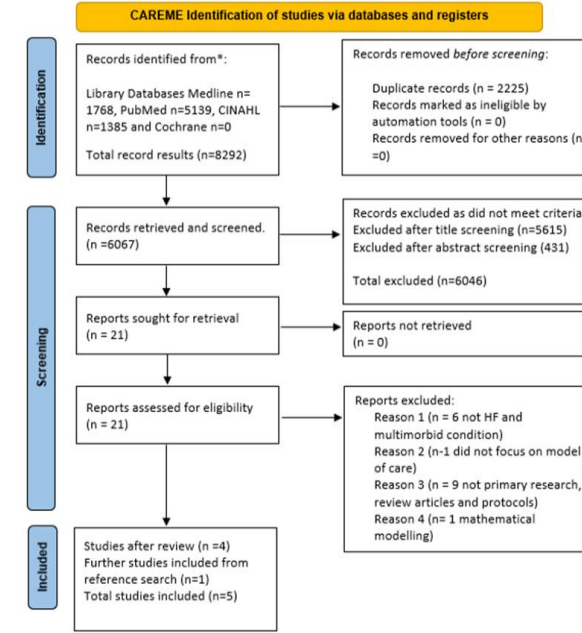 CAREME Identification of studies via databases and registers
Identification
Records identified from*:
Library Databases Medline n=
1768, PubMed n=5139, CINAHL
n=1385 and Cochrane n=0
Total record results (n=8292)
Records removed before screening:
Duplicate records (n = 2225)
Records marked as ineligible by
automation tools (n = 0)
Records removed for other reasons (n
=0)
Screening
Records retrieved and screened.
(n =6067)
Records excluded as did not meet criteria
Excluded after title screening (n=5615)
Excluded after abstract screening (431)
Total excluded (n=6046)
Reports sought for retrieval
(n = 21)
Reports not retrieved
(n = 0)
Reports assessed for eligibility
(n = 21)
Reports excluded:
Reason 1 (n = 6 not HF and
multimorbid condition)
Reason 2 (n-1 did not focus on model
of care)
Reason 3 (n = 9 not primary research,
review articles and protocols)
Reason 4 (n= 1 mathematical
modelling)
Included
Studies after review (n =4)
Further studies included from
reference search (n=1)
Total studies included (n=5)